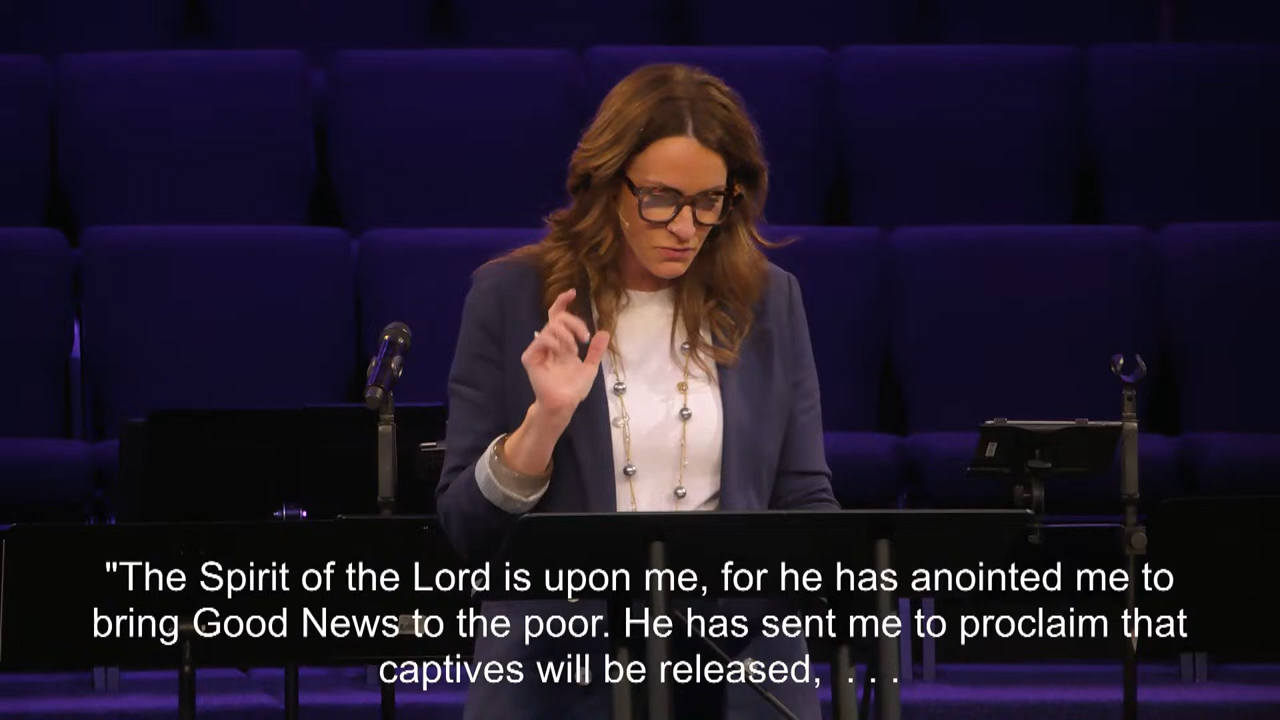 "The Spirit of the Lord is upon me, for he has anointed me to
bring Good News to the poor. He has sent me to proclaim that
captives will be released,  . . .